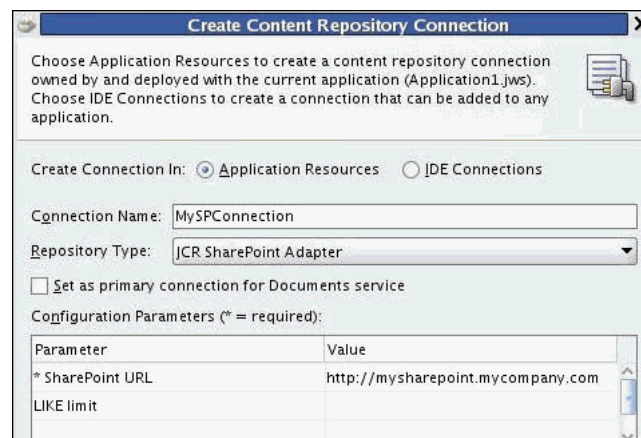 Create Content Repository Connection
Choose Application Resources to create a content repository connection
owned by and deployed with the current application (Application1.jws).
Choose IDE Connections to create a connection that can be added to any
application.
Create Connection In: Application Resources IDE Connections
Connection Name: MySPConnection
Repository Type: JCR SharePoint Adapter
Set as primary connection for Documents service
Configuration Parameters (* = required):
Parameter Value
* SharePoint URL http://mysharepoint.mycompany.com
LIKE limit